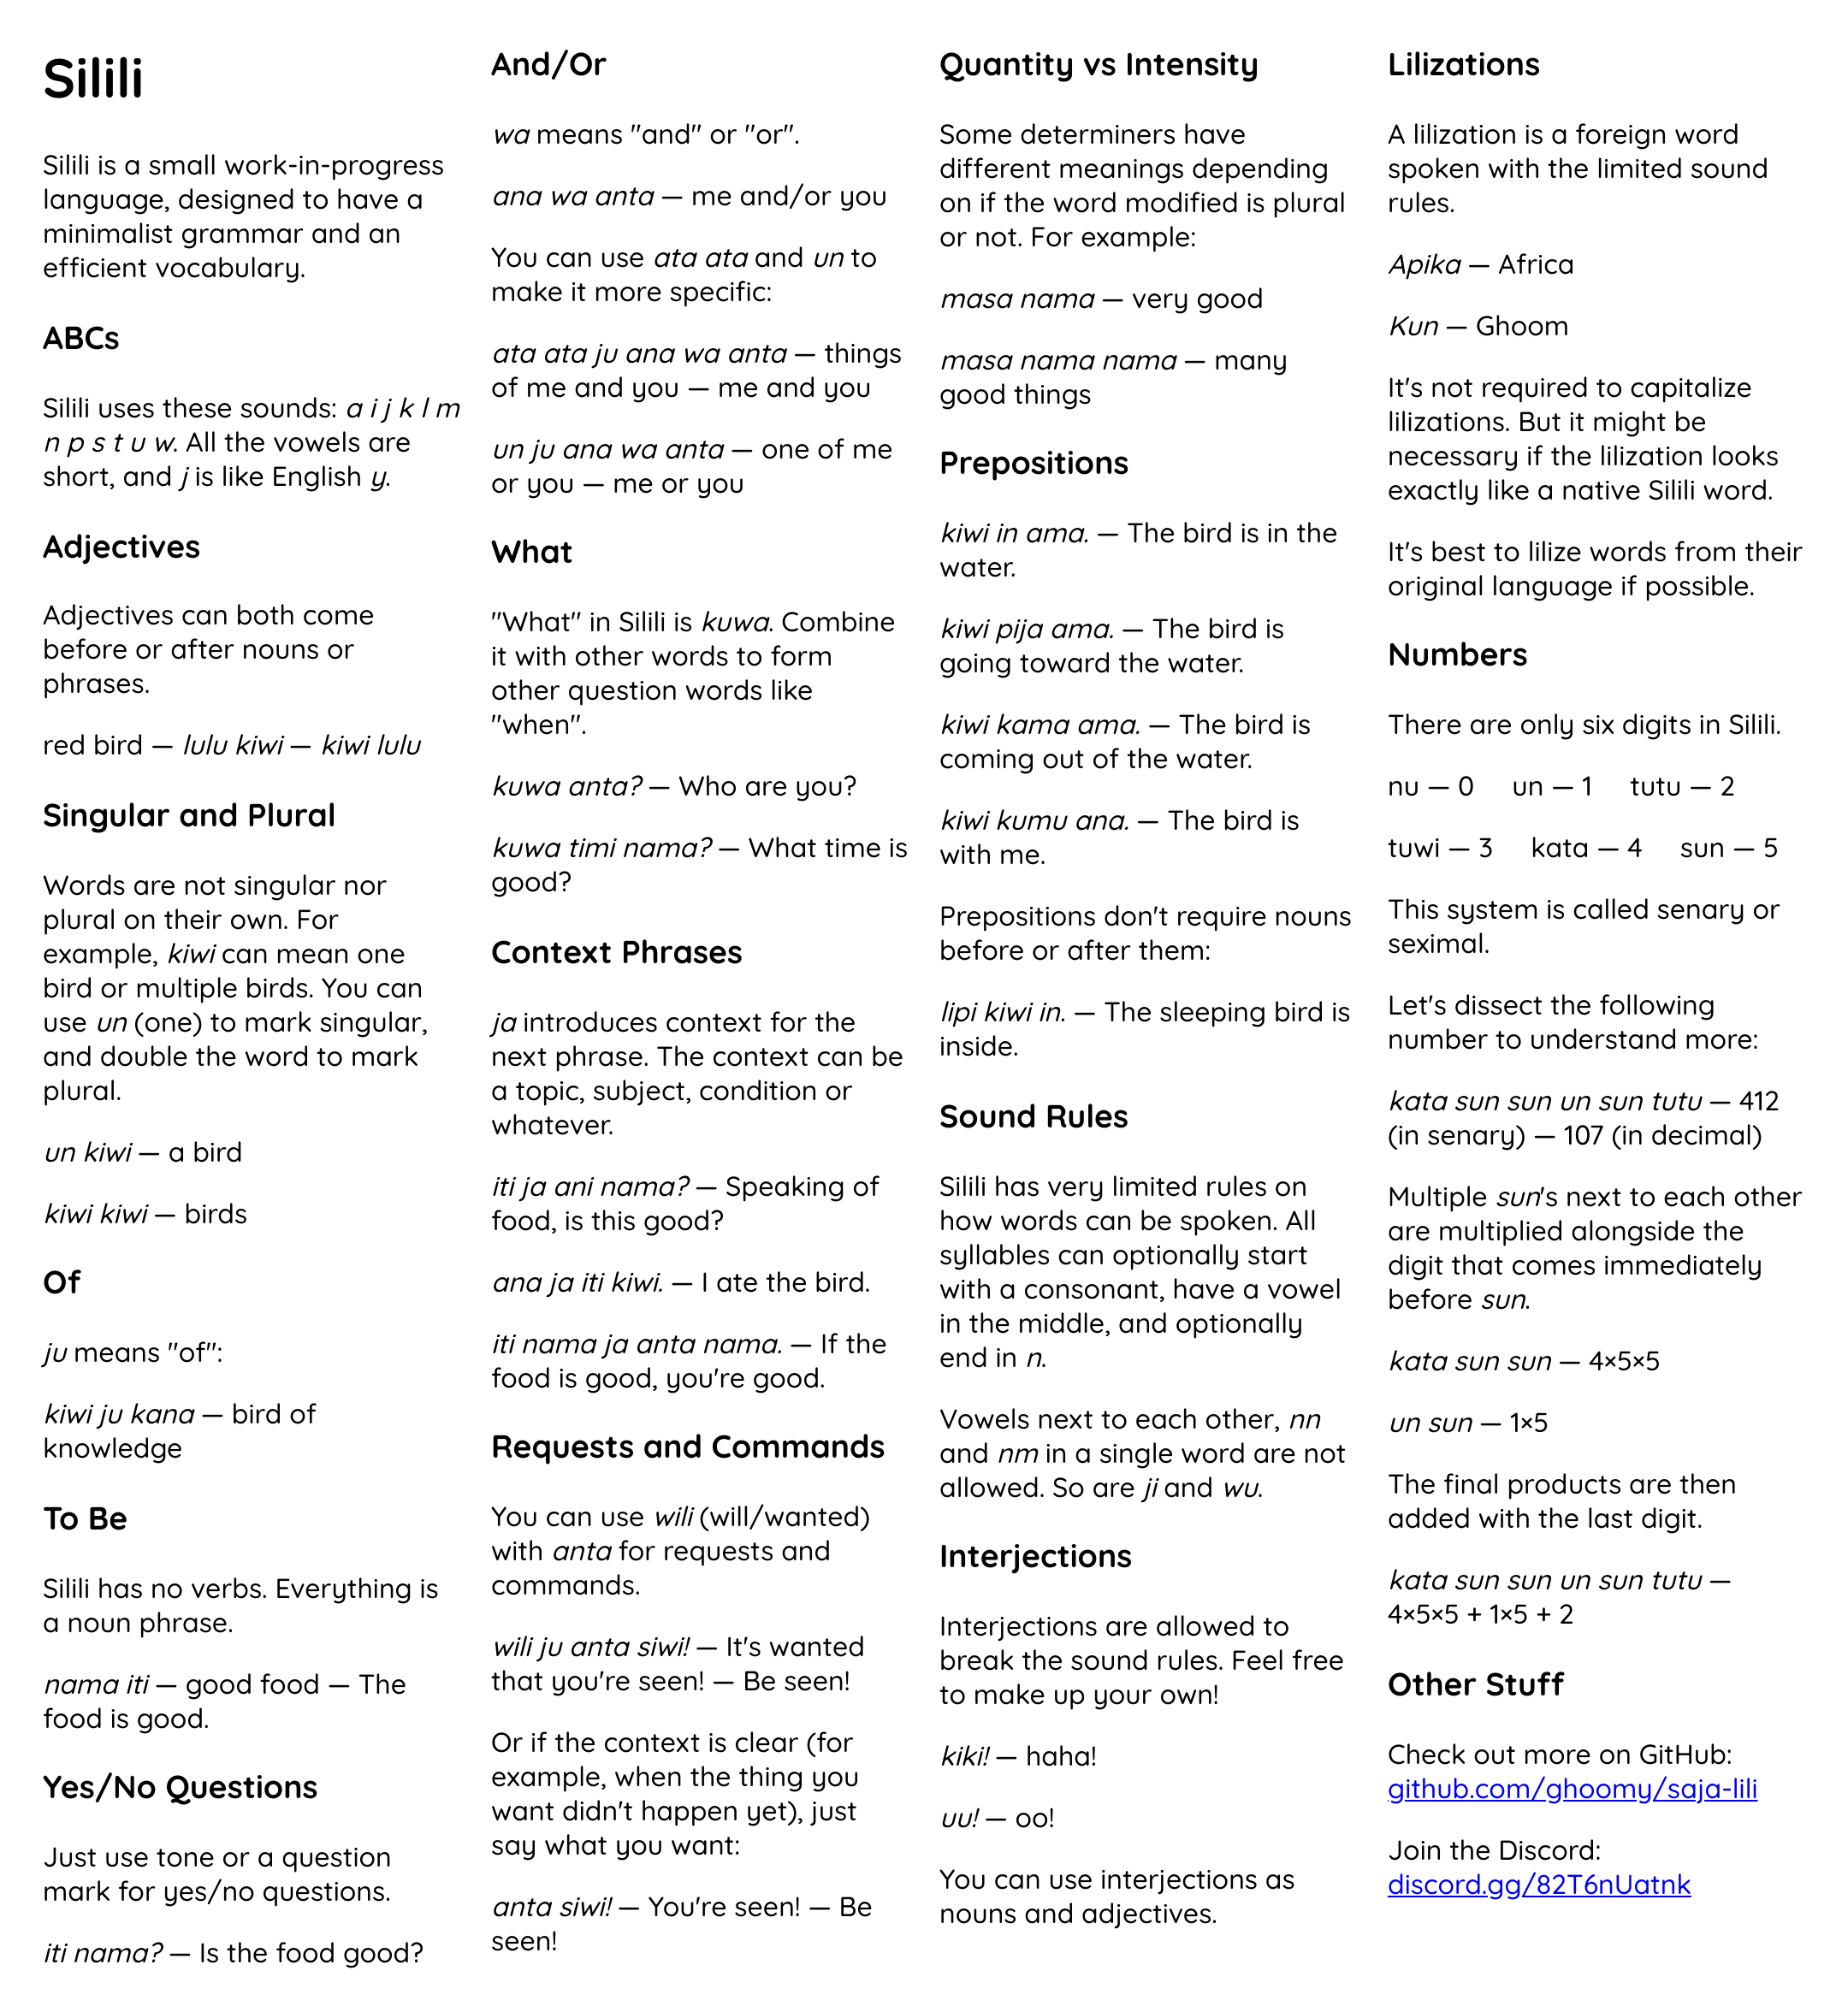 Silili
Silili is a small work-in-progress
language, designed to have a
minimalist grammar and an
efficient vocabulary.
ABCs
Silili uses these sounds: a i j k l m
n p s t u w. All the vowels are
short, and j is like English y.
Adjectives
Adjectives can both come
before or after nouns or
phrases.
red bird — lulu kiwi — kiwi lulu
Singular and Plural
Words are not singular nor
plural on their own. For
example, kiwi can mean one
bird or multiple birds. You can
use un (one) to mark singular,
and double the word to mark
plural.
un kiwi — a bird
kiwi kiwi — birds
Of
ju means "of":
kiwi ju kana — bird of
knowledge
To Be
Silili has no verbs. Everything is
a noun phrase.
nama iti — good food — The
food is good.
Yes/No Questions
Just use tone or a question
mark for yes/no questions.
iti nama? — Is the food good?
And/Or
wa means "and" or "or".
ana wa anta — me and/or you
You can use ata ata and un to
make it more specific:
ata ata ju ana wa anta — things
of me and you — me and you
un ju ana wa anta — one of me
or you — me or you
What
"What" in Silili is kuwa. Combine
it with other words to form
other question words like
"when".
kuwa anta? — Who are you?
kuwa timi nama? — What time is
good?
Context Phrases
ja introduces context for the
next phrase. The context can be
a topic, subject, condition or
whatever.
iti ja ani nama? — Speaking of
food, is this good?
ana ja iti kiwi. — I ate the bird.
iti nama ja anta nama. — If the
food is good, you're good.
Requests and Commands
You can use wili (will/wanted)
with anta for requests and
commands.
wili ju anta siwi! — It's wanted
that you're seen! — Be seen!
Or if the context is clear (for
example, when the thing you
want didn't happen yet), just
say what you want:
anta siwi! — You're seen! — Be
seen!
Quantity vs Intensity
Some determiners have
different meanings depending
on if the word modified is plural
or not. For example:
masa nama — very good
masa nama nama — many
good things
Prepositions
kiwi in ama. — The bird is in the
water.
kiwi pija ama. — The bird is
going toward the water.
kiwi kama ama. — The bird is
coming out of the water.
kiwi kumu ana. — The bird is
with me.
Prepositions don't require nouns
before or after them:
lipi kiwi in. — The sleeping bird is
inside.
Sound Rules
Silili has very limited rules on
how words can be spoken. All
syllables can optionally start
with a consonant, have a vowel
in the middle, and optionally
end in n.
Vowels next to each other, nn
and nm in a single word are not
allowed. So are ji and wu.
Interjections
Interjections are allowed to
break the sound rules. Feel free
to make up your own!
kiki! — haha!
uu! — oo!
You can use interjections as
nouns and adjectives.
Lilizations
A lilization is a foreign word
spoken with the limited sound
rules.
Apika — Africa
Kun — Ghoom
It's not required to capitalize
lilizations. But it might be
necessary if the lilization looks
exactly like a native Silili word.
It's best to lilize words from their
original language if possible.
Numbers
There are only six digits in Silili.
nu — 0 un — 1 tutu — 2
tuwi — 3 kata — 4 sun — 5
This system is called senary or
seximal.
Let's dissect the following
number to understand more:
kata sun sun un sun tutu — 412
(in senary) — 107 (in decimal)
Multiple sun's next to each other
are multiplied alongside the
digit that comes immediately
before sun.
kata sun sun — 4×5×5
un sun — 1×5
The final products are then
added with the last digit.
kata sun sun un sun tutu —
4×5×5 + 1×5 + 2
Other Stuff
Check out more on GitHub:
github.com/ghoomy/saja-lili
Join the Discord:
discord.gg/82T6nUatnk